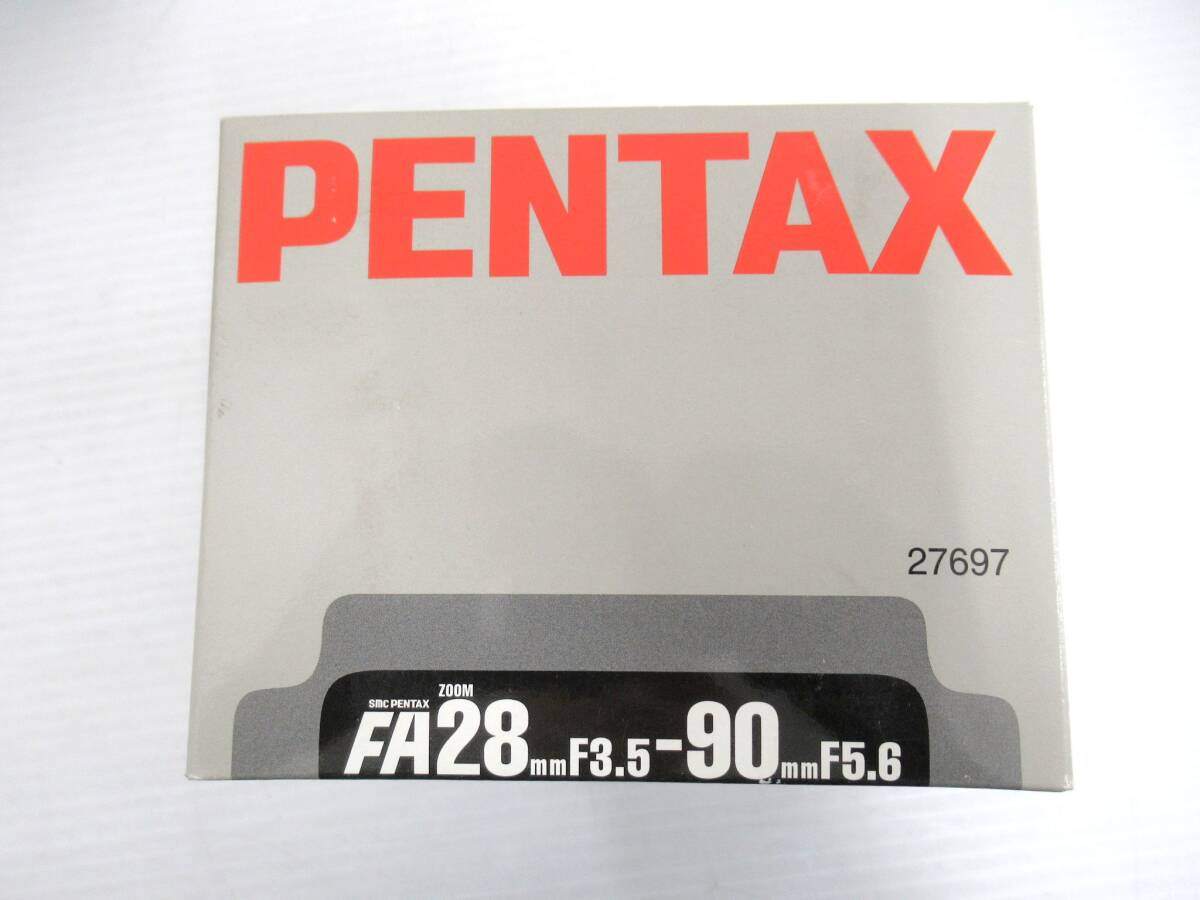 PENTAX
27697
ZOOM
smc PENTAX
FA28mmF3.5-90mmF5.6